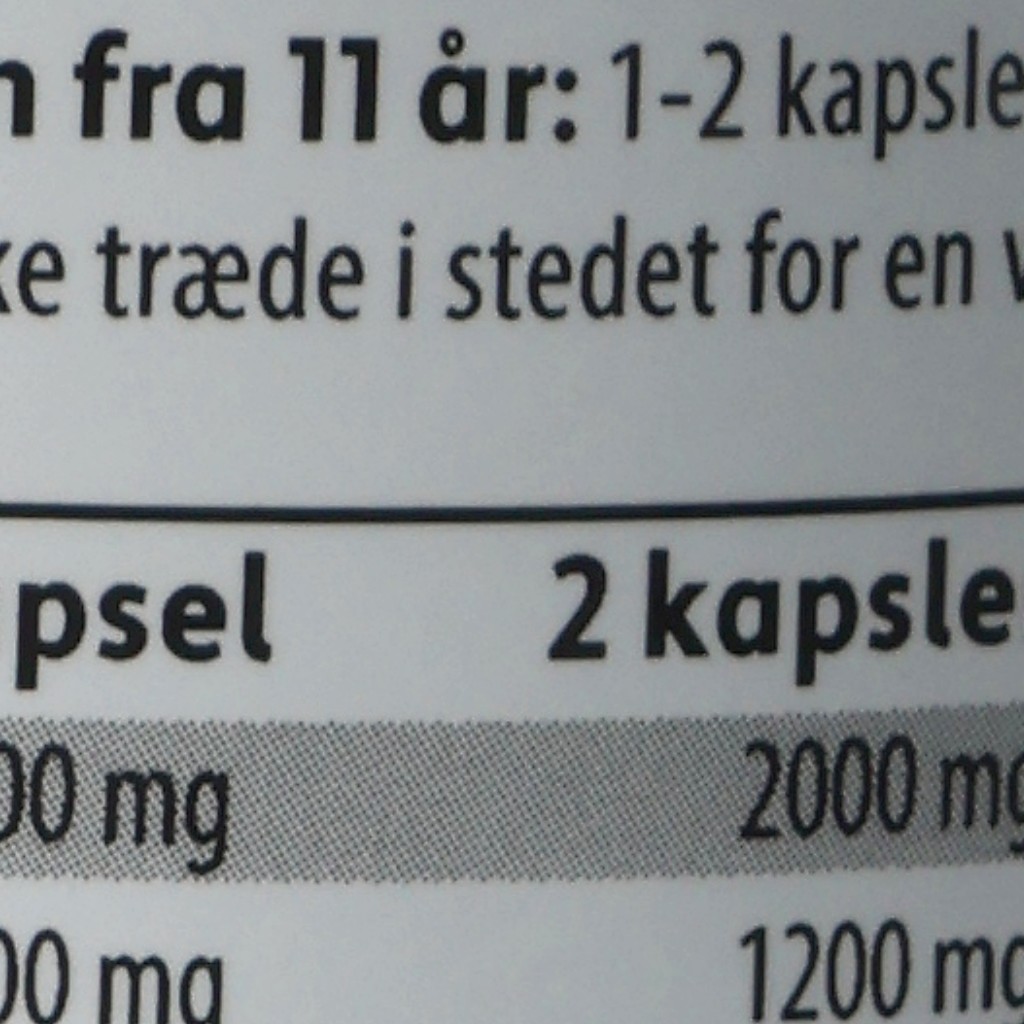 fra 11 år: 1-2 kapsle
træde i stedet for en
psel 2 kapsle
00 mg 2000 mg
00 mg 1200 mg